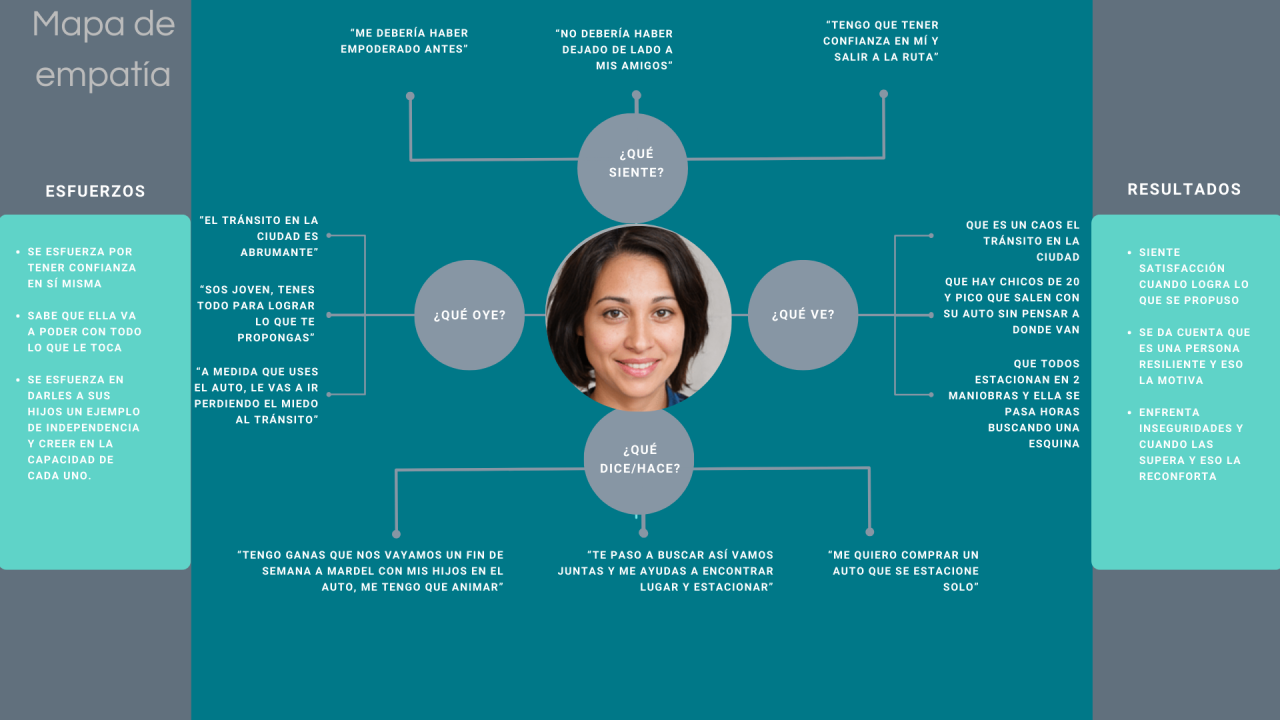 Mapa de
empatía
“ME DEBERÍA HABER
EMPODERADO ANTES”
“NO DEBERÍA HABER
DEJADO DE LADO A
MIS AMIGOS”
“TENGO QUE TENER
CONFIANZA EN MÍ Y
SALIR A LA RUTA”
¿QUÉ
SIENTE?
ESFUERZOS
• SE ESFUERZA POR
TENER CONFIANZA
EN SÍ MISMA
• SABE QUE ELLA VA
A PODER CON TODO
LO QUE LE TOCA
• SE ESFUERZA EN
DARLES A SUS
HIJOS UN EJEMPLO
DE INDEPENDENCIA
Y CREER EN LA
CAPACIDAD DE
CADA UNO.
“EL TRÁNSITO EN LA
CIUDAD ES
ABRUMANTE”
“SOS JOVEN, TENES
TODO PARA LOGRAR
LO QUE TE
PROPONGAS”
“A MEDIDA QUE USES
EL AUTO, LE VAS A IR
PERDIENDO EL MIEDO
AL TRÁNSITO”
¿QUÉ OYE?
¿QUÉ VE?
QUE ES UN CAOS EL
TRÁNSITO EN LA
CIUDAD
QUE HAY CHICOS DE 20
Y PICO QUE SALEN CON
SU AUTO SIN PENSAR A
DONDE VAN
QUE TODOS
ESTACIONAN EN 2
MANIOBRAS Y ELLA SE
PASA HORAS
BUSCANDO UNA
ESQUINA
RESULTADOS
• SIENTE
SATISFACCIÓN
CUANDO LOGRA LO
QUE SE PROPUSO
• SE DA CUENTA QUE
ES UNA PERSONA
RESILIENTE Y ESO
LA MOTIVA
• ENFRENTA
INSEGURIDADES Y
CUANDO LAS
SUPERA Y ESO LA
RECONFORTA
¿QUÉ
DICE/HACE?
“TENGO GANAS QUE NOS VAYAMOS UN FIN DE
SEMANA A MARDEL CON MIS HIJOS EN EL
AUTO, ME TENGO QUE ANIMAR”
“TE PASO A BUSCAR ASÍ VAMOS
JUNTAS Y ME AYUDAS A ENCONTRAR
LUGAR Y ESTACIONAR”
“ME QUIERO COMPRAR UN
AUTO QUE SE ESTACIONE
SOLO”